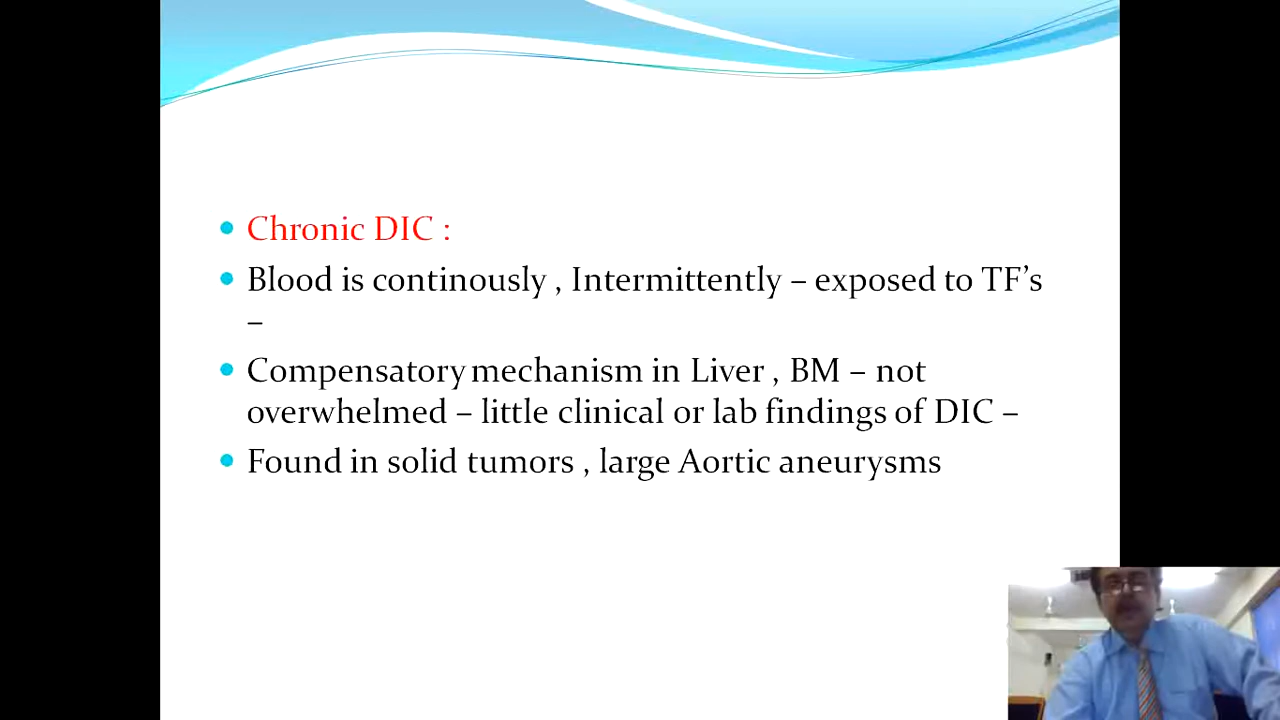 Chronic DIC :
Blood is continously , Intermittently – exposed to TF’s
–
Compensatory mechanism in Liver , BM – not
overwhelmed – little clinical or lab findings of DIC –
Found in solid tumors , large Aortic aneurysms